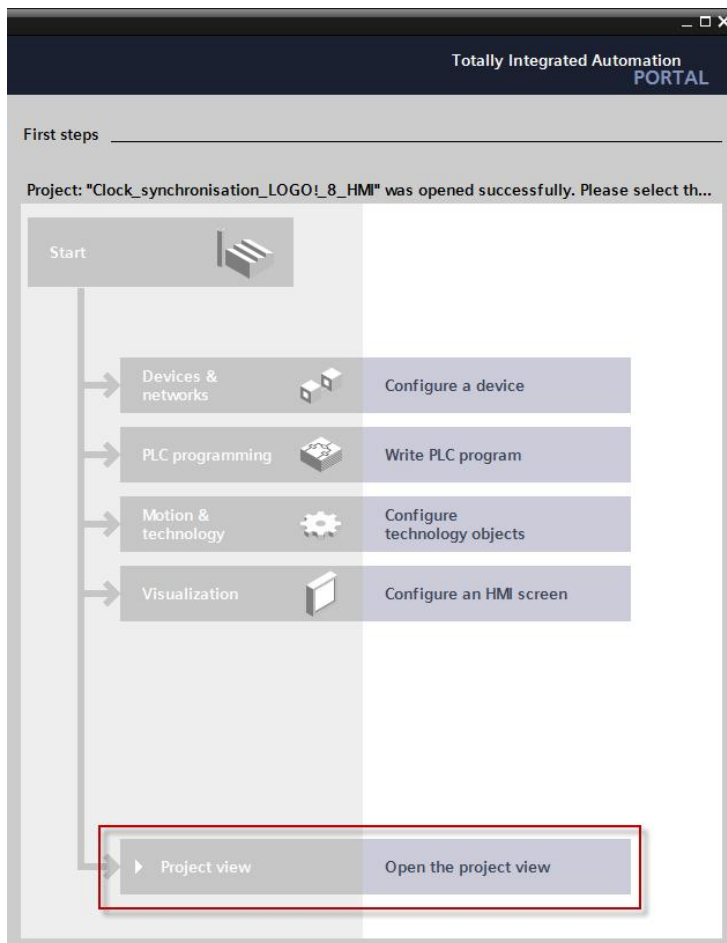 Totally Integrated Automation
PORTAL
First steps
Project: "Clock_synchronisation_LOGO!_8_HMI" was opened successfully. Please select th...
Start
Devices &
networks
Configure a device
PLC programming
Write PLC program
Motion &
technology
Configure
technology objects
Visualization
Configure an HMI screen
Project view
Open the project view